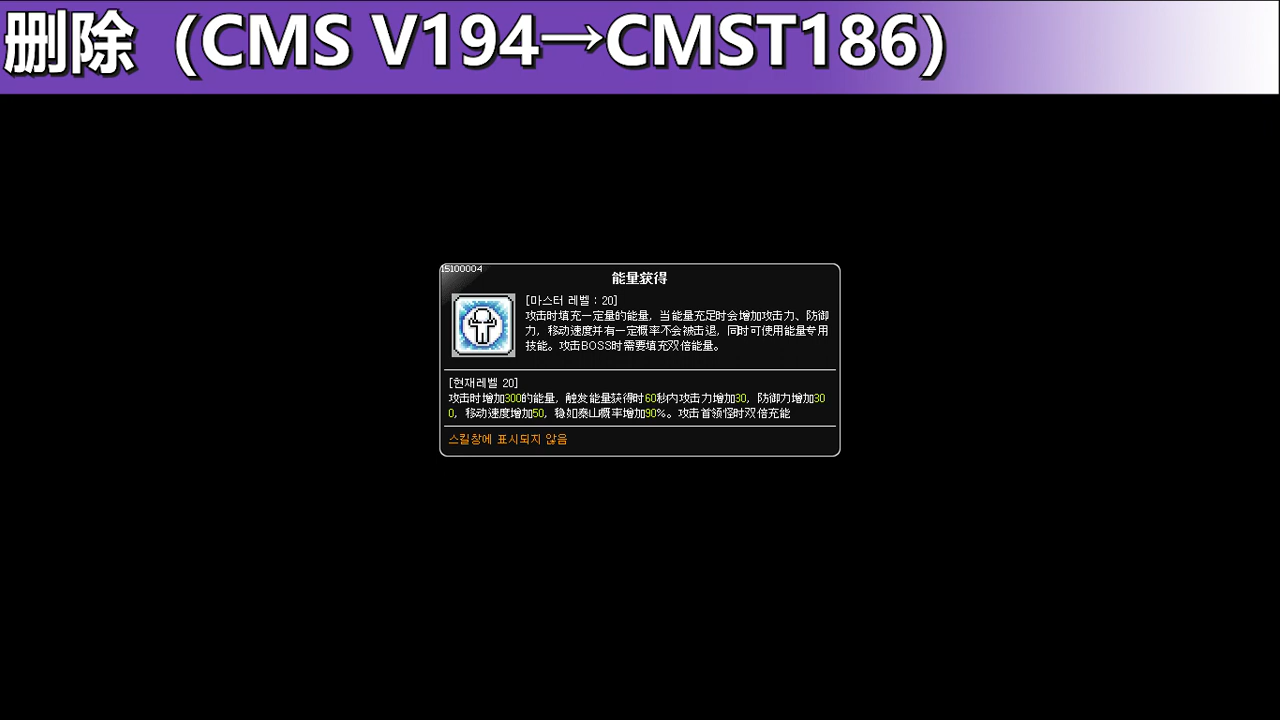 删除（CMS V194→CMST186）
15100004
能量获得
[마스터 레벨 : 20]
攻击时填充一定量的能量，当能量充足时会增加攻击力、防御
力，移动速度并有一定概率不会被击退，同时可使用能量专用
技能。攻击BOSS时需要填充双倍能量。
[현재레벨 20]
攻击时增加300的能量，触发能量获得时60秒内攻击力增加30，防御力增加30
0，移动速度增加50，稳如泰山概率增加90%。攻击首领怪时双倍充能
스킬창에 표시되지 않음